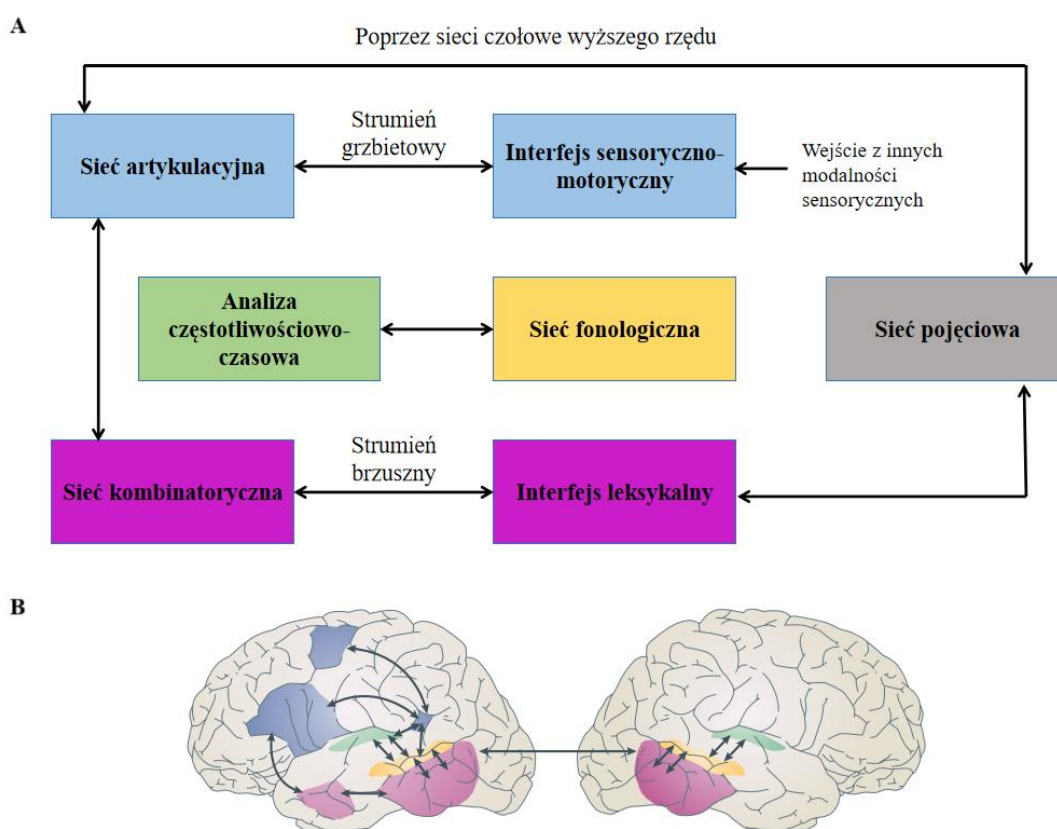 A
Poprzez sieci czołowe wyższego rzędu
Sieć artykulacyjna
Strumień
grzbietowy
Interfejs sensoryczno-
motoryczny
Wejście z innych
modalności
sensorycznych
Analiza
częstotliwościowo-
czasowa
Sieć fonologiczna
Sieć pojęciowa
Sieć kombinatoryczna
Strumień
brzuszny
Interfejs leksykalny
B